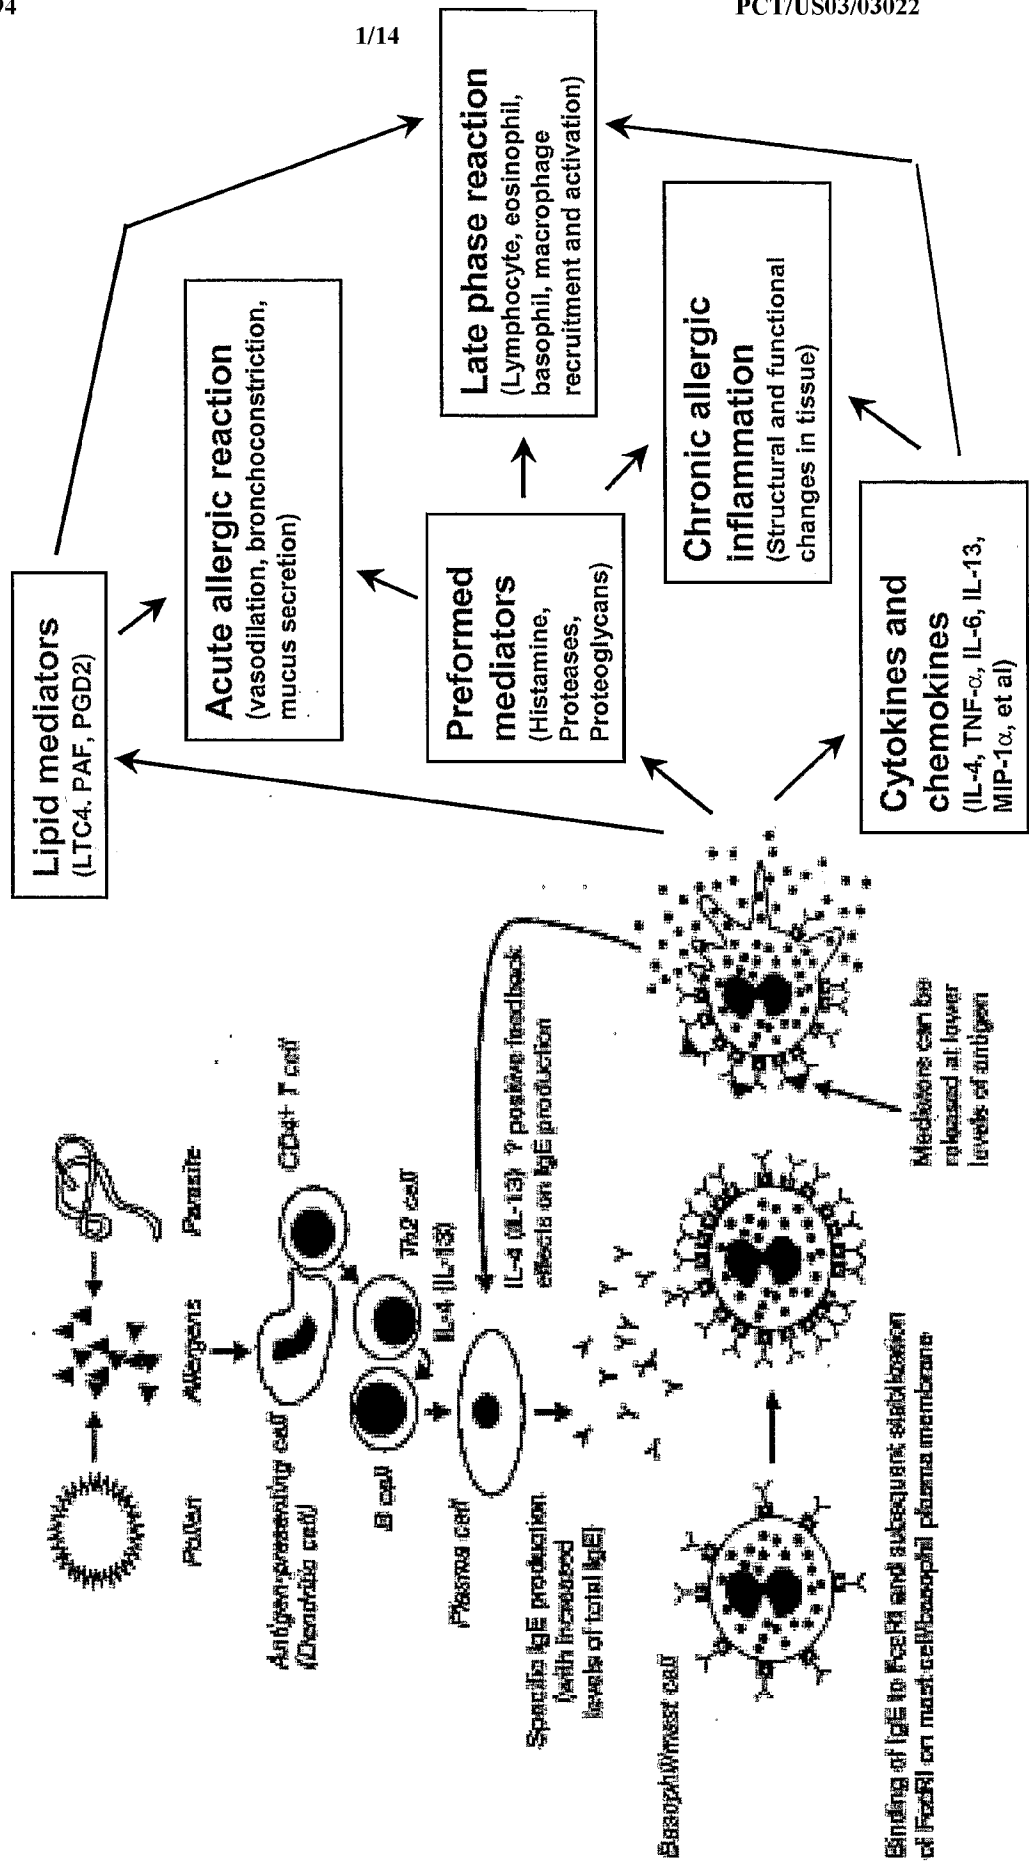 94
PCT/US03/03022
1/14
Pollen
Allergens
Parasite
Antigen-presenting cell
(Dendritic cell)
CD4+ T cell
B cell
Th2 cell
IL-4 (IL-13)
Plasma cell
IL-4 (IL-13) ? positive feedback
effects on IgE production
Specific IgE production
(with increased
levels of total IgE)
Basophil/mast cell
Binding of IgE to FcεRI and subsequent stabilization
of FcεRI on mast cell/basophil plasma membrane
Mediators can be
released at lower
levels of antigen
Lipid mediators
(LTC4. PAF, PGD2)
Acute allergic reaction
(vasodilation, bronchoconstriction,
mucus secretion)
Preformed
mediators
(Histamine,
Proteases,
Proteoglycans)
Late phase reaction
(Lymphocyte, eosinophil,
basophil, macrophage
recruitment and activation)
Chronic allergic
inflammation
(Structural and functional
changes in tissue)
Cytokines and
chemokines
(IL-4, TNF-α, IL-6, IL-13,
MIP-1α, et al)